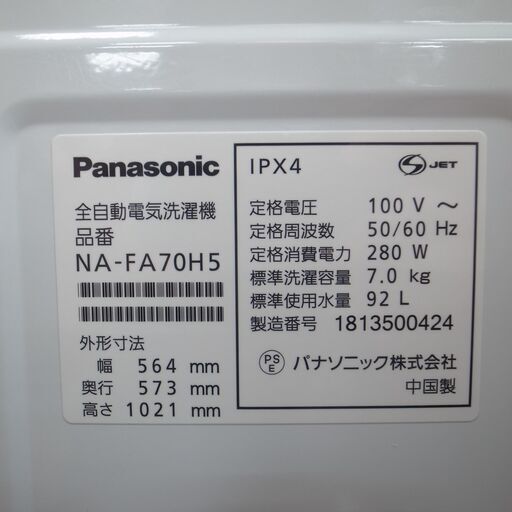 Panasonic
全自動電気洗濯機
品番
NA-FA70H5
外形寸法
幅 564 mm
奥行 573 mm
高さ 1021 mm
IPX4
S JET
定格電圧 100 V ～
定格周波数 50/60 Hz
定格消費電力 280 W
標準洗濯容量 7.0 kg
標準使用水量 92 L
製造番号 1813500424
PS E パナソニック株式会社
中国製